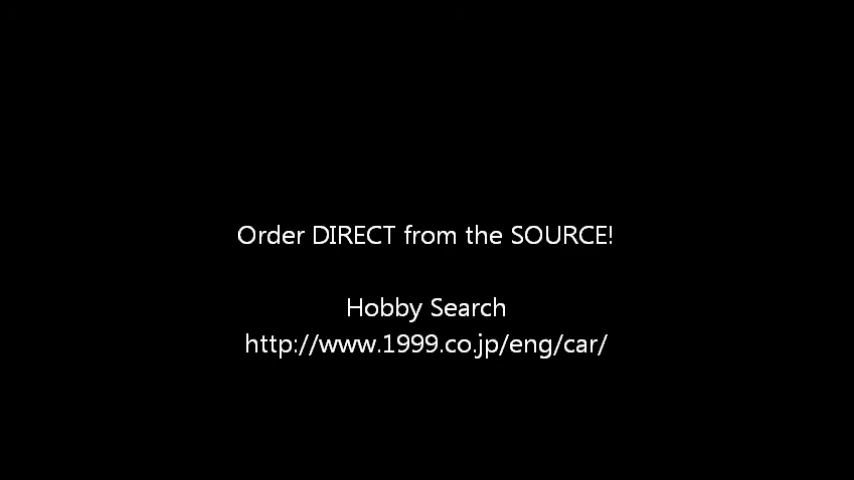 Order DIRECT from the SOURCE!
Hobby Search
http://www.1999.co.jp/eng/car/